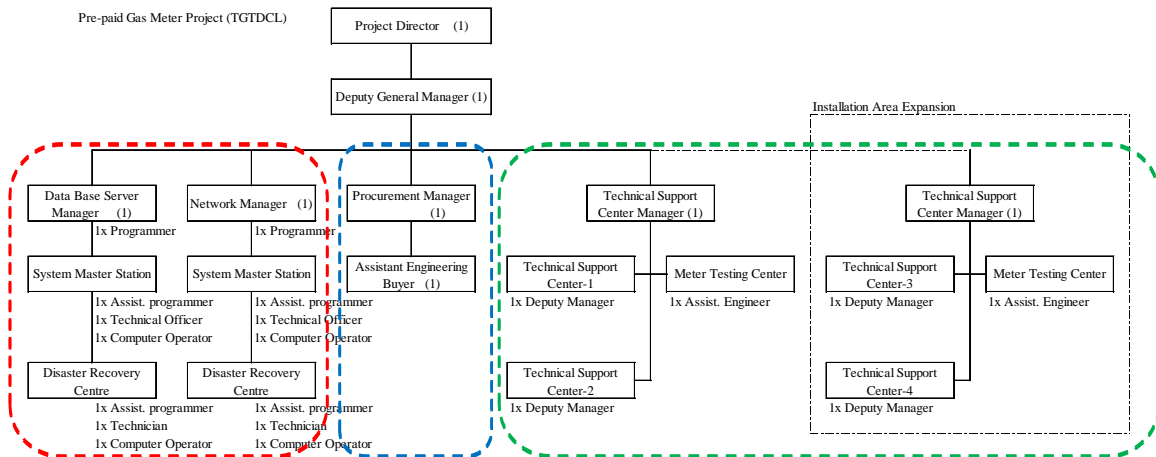 Pre-paid Gas Meter Project (TGTDCL)
Project Director (1)
Deputy General Manager (1)
Installation Area Expansion
Data Base Server
Manager (1)
1x Programmer
Network Manager (1)
1x Programmer
Procurement Manager
(1)
Technical Support
Center Manager (1)
Technical Support
Center Manager (1)
System Master Station
1x Assist. programmer
1x Technical Officer
1x Computer Operator
System Master Station
1x Assist. programmer
1x Technical Officer
1x Computer Operator
Assistant Engineering
Buyer (1)
Technical Support
Center-1
1x Deputy Manager
Meter Testing Center
1x Assist. Engineer
Technical Support
Center-3
1x Deputy Manager
Meter Testing Center
1x Assist. Engineer
Disaster Recovery
Centre
1x Assist. programmer
1x Technician
1x Computer Operator
Disaster Recovery
Centre
1x Assist. programmer
1x Technician
1x Computer Operator
Technical Support
Center-2
1x Deputy Manager
Technical Support
Center-4
1x Deputy Manager